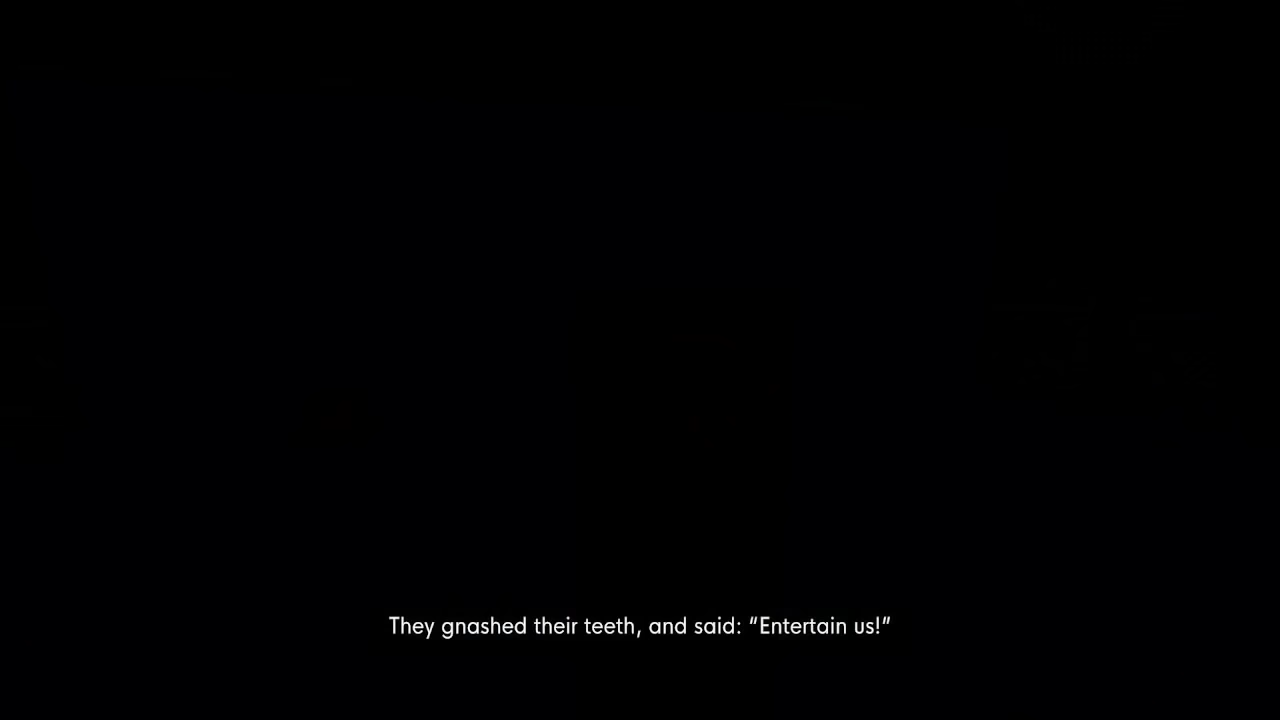 They gnashed their teeth, and said: “Entertain us!”